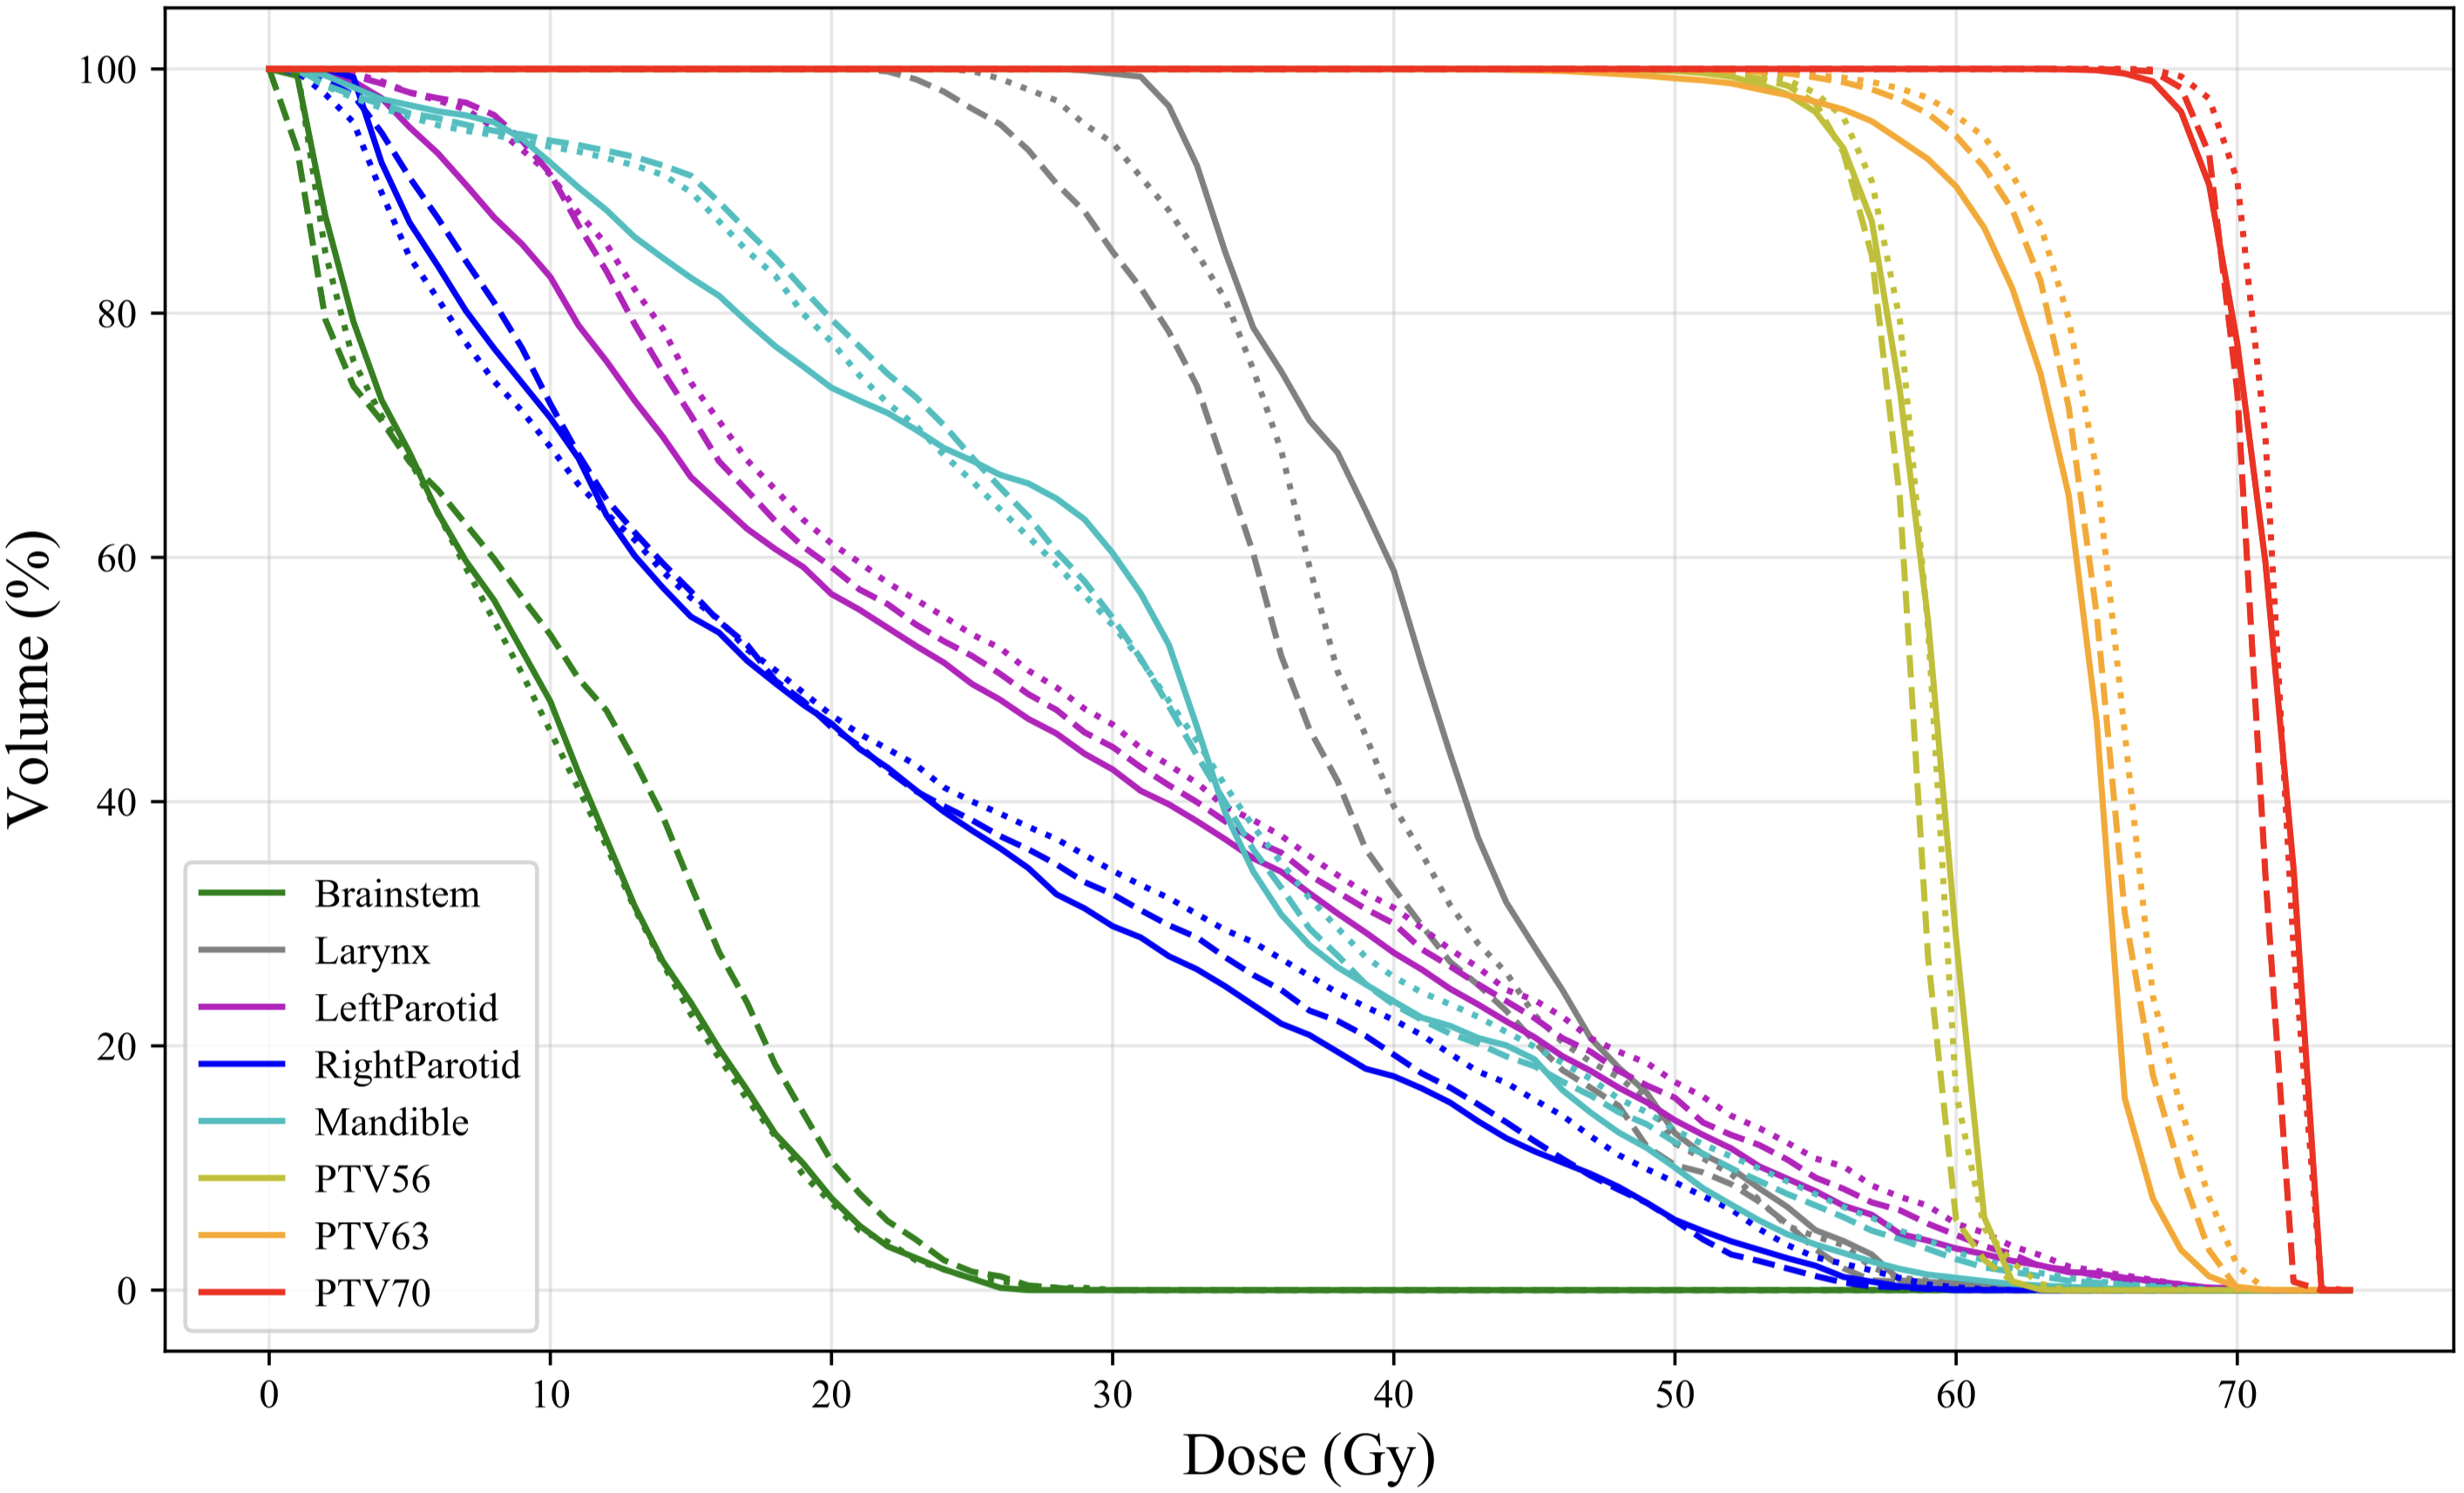 Volume (%)
100
80
60
40
20
0
Brainstem
Larynx
LeftParotid
RightParotid
Mandible
PTV56
PTV63
PTV70
0 10 20 30 40 50 60 70
Dose (Gy)